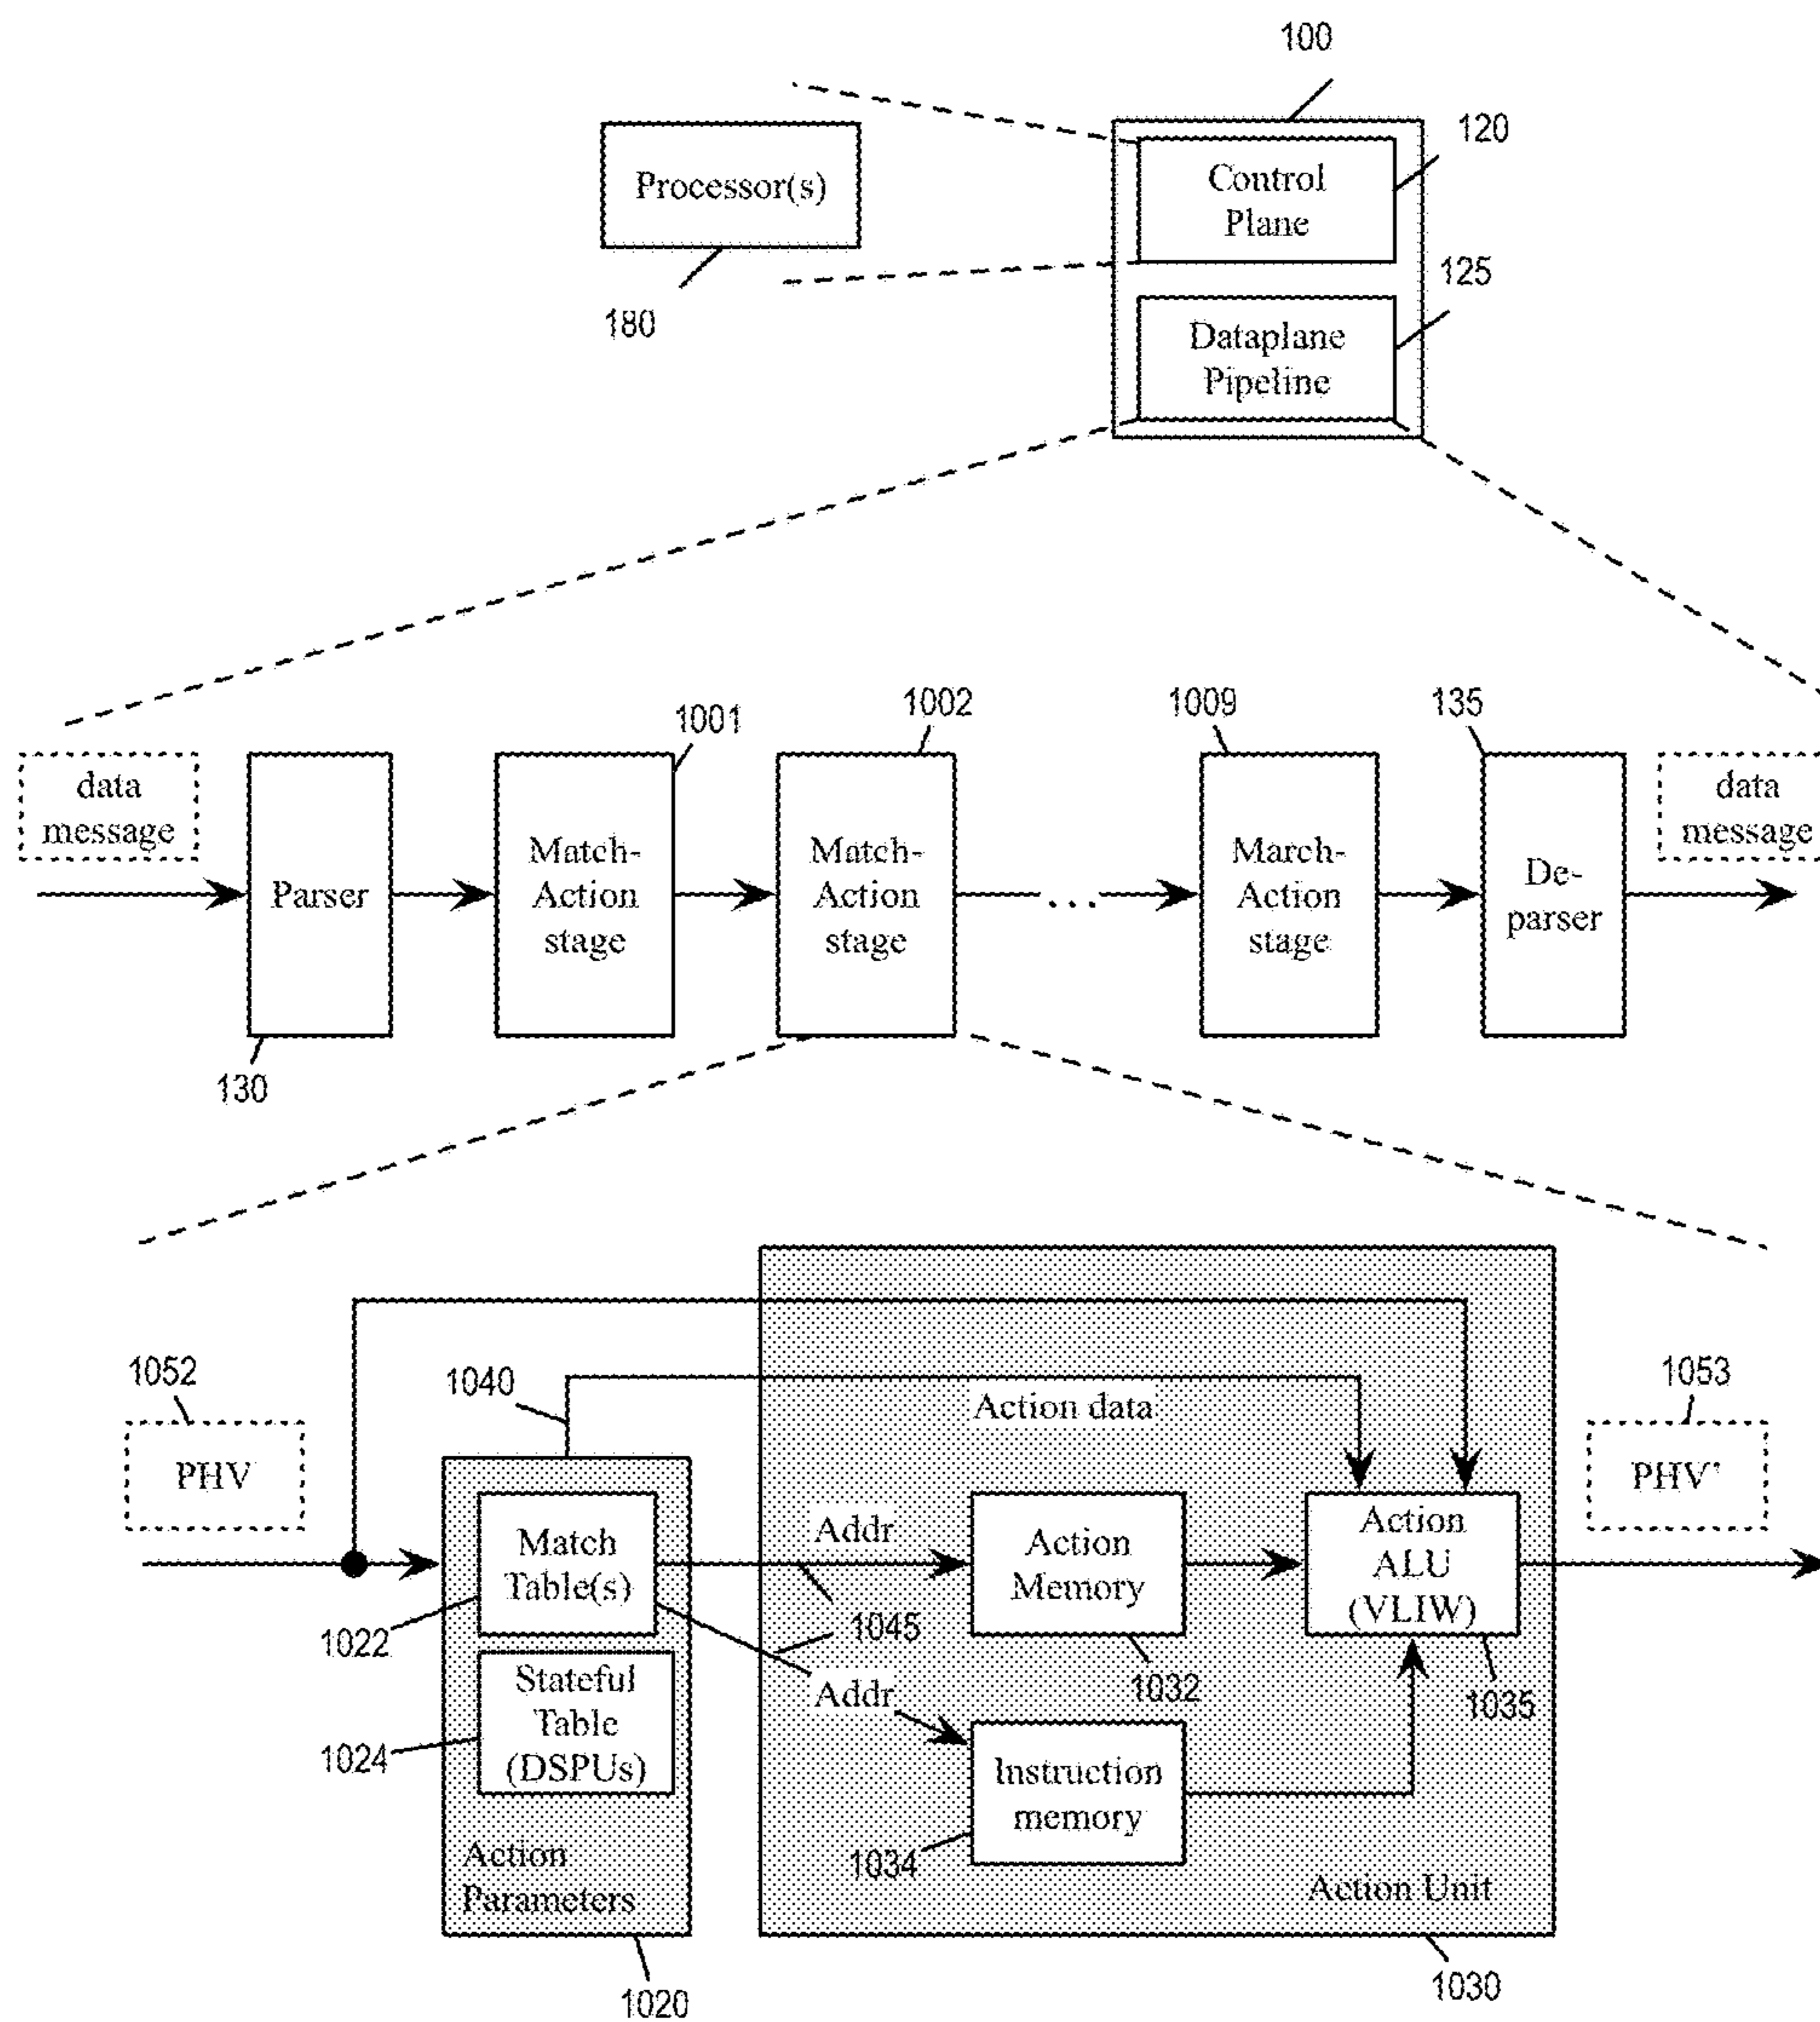 100
120
Processor(s)
Control
Plane
125
180
Dataplane
Pipeline
1001
1002
1009
135
data
message
Parser
Match-
Action
stage
Match-
Action
stage
...
March-
Action
stage
De-
parser
data
message
130
1052
1040
1053
PHV
Action data
PHV'
Match
Table(s)
Addr
Action
Memory
Action
ALU
(VLIW)
1022
1045
1032
1035
Stateful
Table
(DSPUs)
Addr
1024
Instruction
memory
1034
Action
Parameters
Action Unit
1020
1030